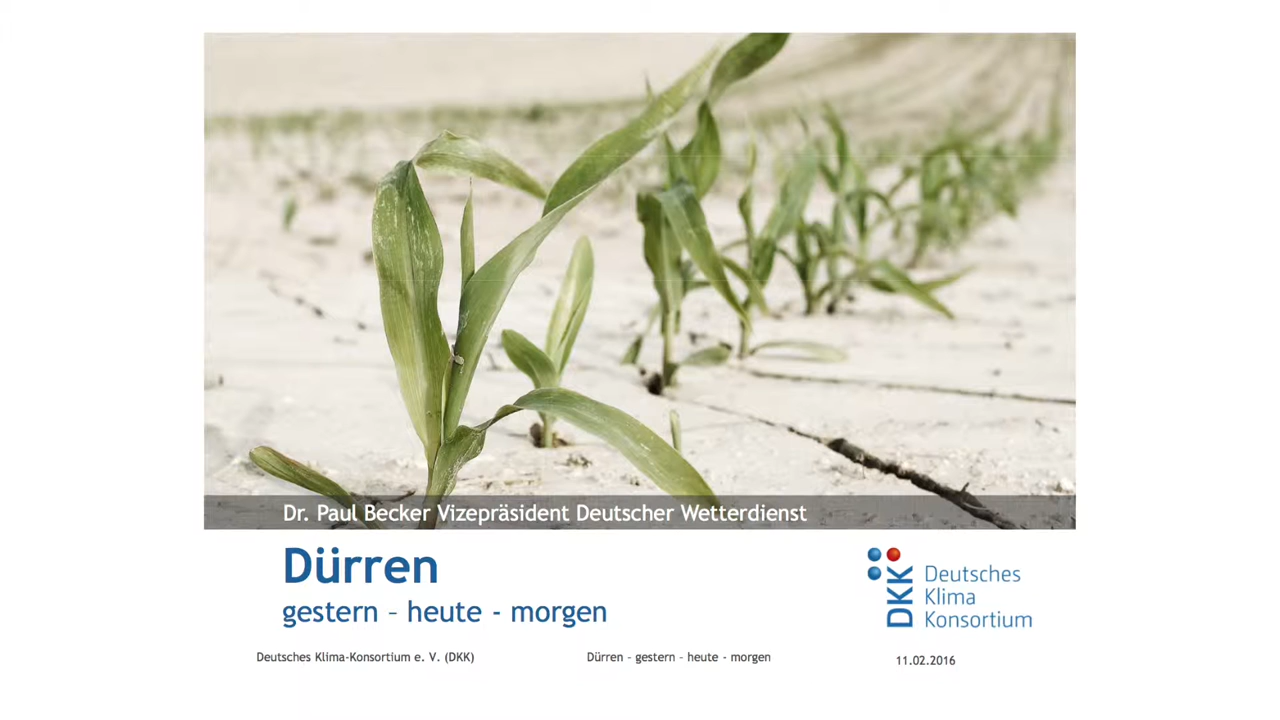 Dr. Paul Becker Vizepräsident Deutscher Wetterdienst
Dürren
gestern – heute - morgen
DKK
Deutsches
Klima
Konsortium
Deutsches Klima-Konsortium e. V. (DKK)
Dürren – gestern – heute - morgen
11.02.2016